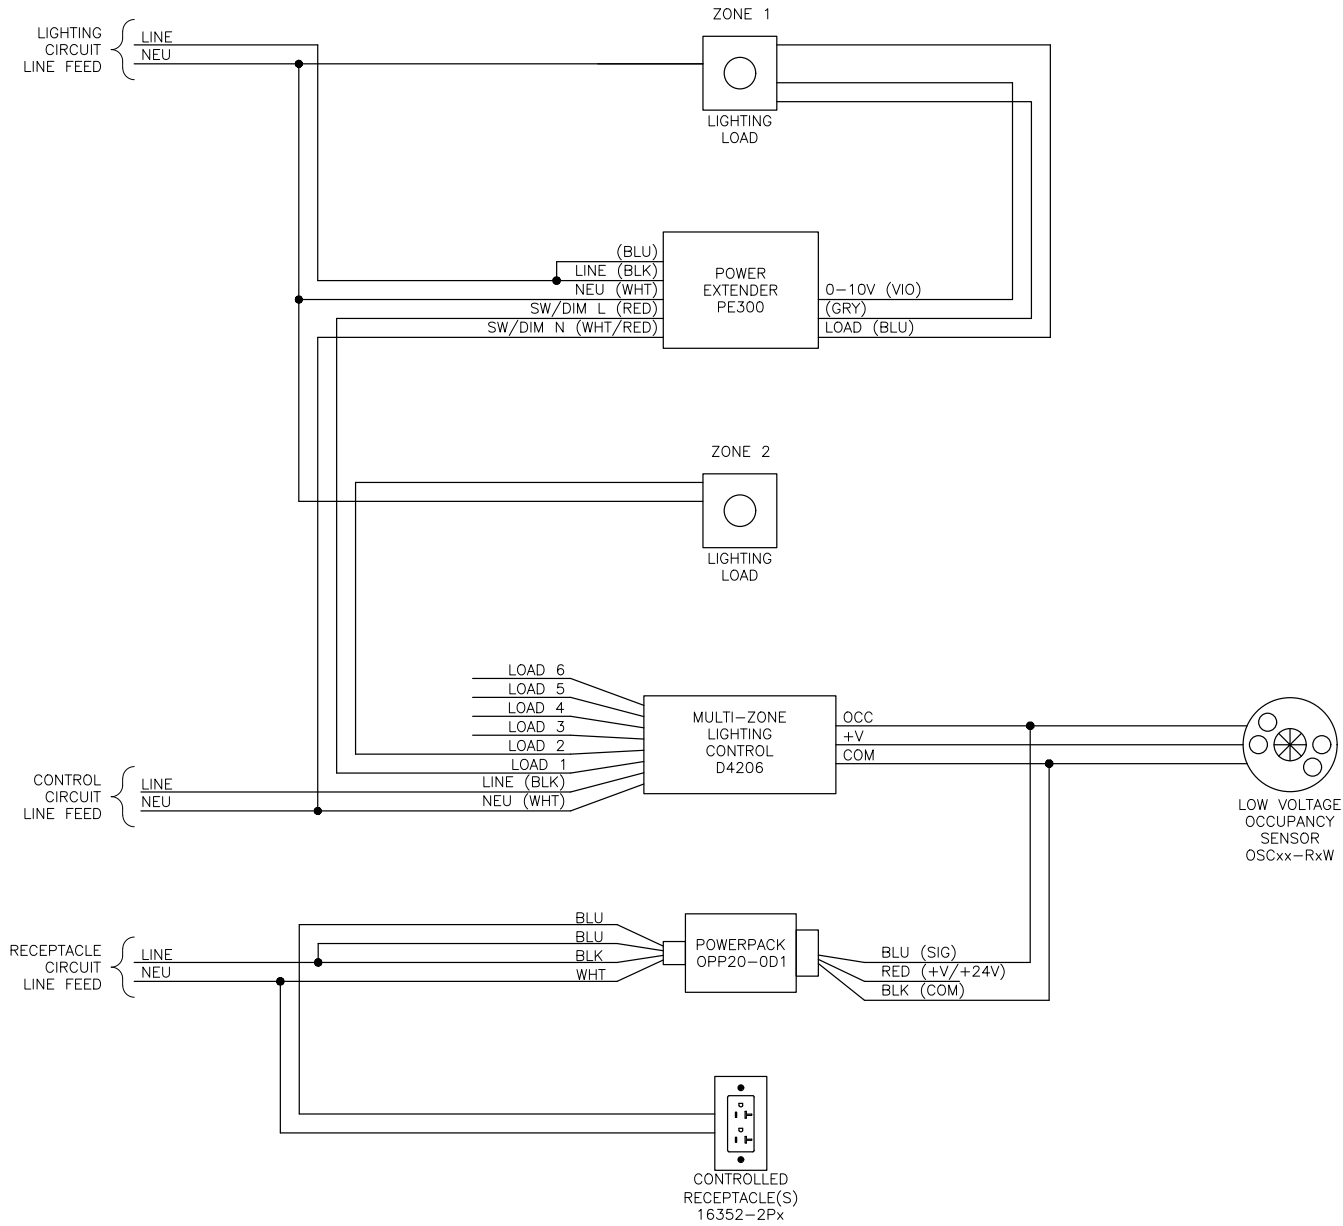 ZONE 1
LIGHTING
CIRCUIT
LINE FEED
LINE
NEU
LIGHTING
LOAD
(BLU)
LINE (BLK)
NEU (WHT)
SW/DIM L (RED)
SW/DIM N (WHT/RED)
POWER
EXTENDER
PE300
0-10V (VIO)
(GRY)
LOAD (BLU)
ZONE 2
LIGHTING
LOAD
LOAD 6
LOAD 5
LOAD 4
LOAD 3
LOAD 2
LOAD 1
LINE (BLK)
NEU (WHT)
MULTI-ZONE
LIGHTING
CONTROL
D4206
OCC
+V
COM
CONTROL
CIRCUIT
LINE FEED
LINE
NEU
LOW VOLTAGE
OCCUPANCY
SENSOR
OSCxx-RxW
RECEPTACLE
CIRCUIT
LINE FEED
LINE
NEU
BLU
BLU
BLK
WHT
POWERPACK
OPP20-0D1
BLU (SIG)
RED (+V/+24V)
BLK (COM)
CONTROLLED
RECEPTACLE(S)
16352-2Px